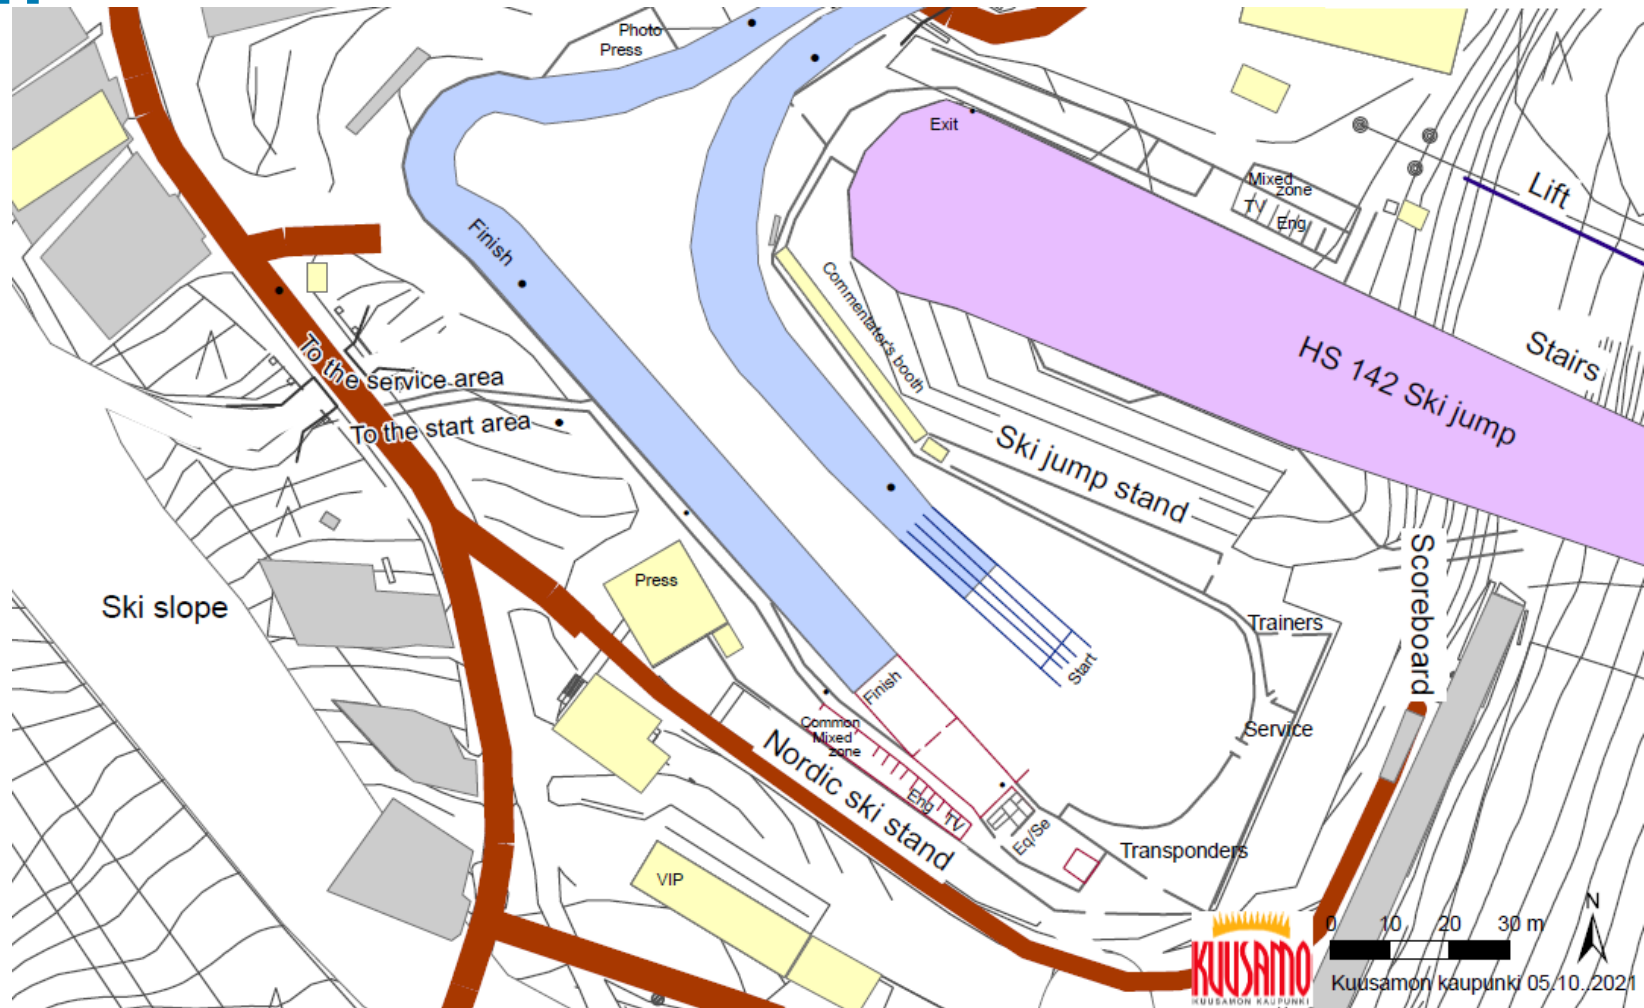 Photo
Press
Exit
Mixed
zone
TV
Eng
Lift
Finish
Commentator's booth
Stairs
HS 142 Ski jump
To the service area
To the start area
Ski jump stand
Scoreboard
Press
Ski slope
Trainers
Start
Finish
Service
Common
Mixed
zone
Nordic ski stand
Eng
TV
Eq/Se
Transponders
VIP
N
0 10 20 30 m
KUUSAMO
KUUSAMON KAUPUNKI
Kuusamon kaupunki 05.10..2021